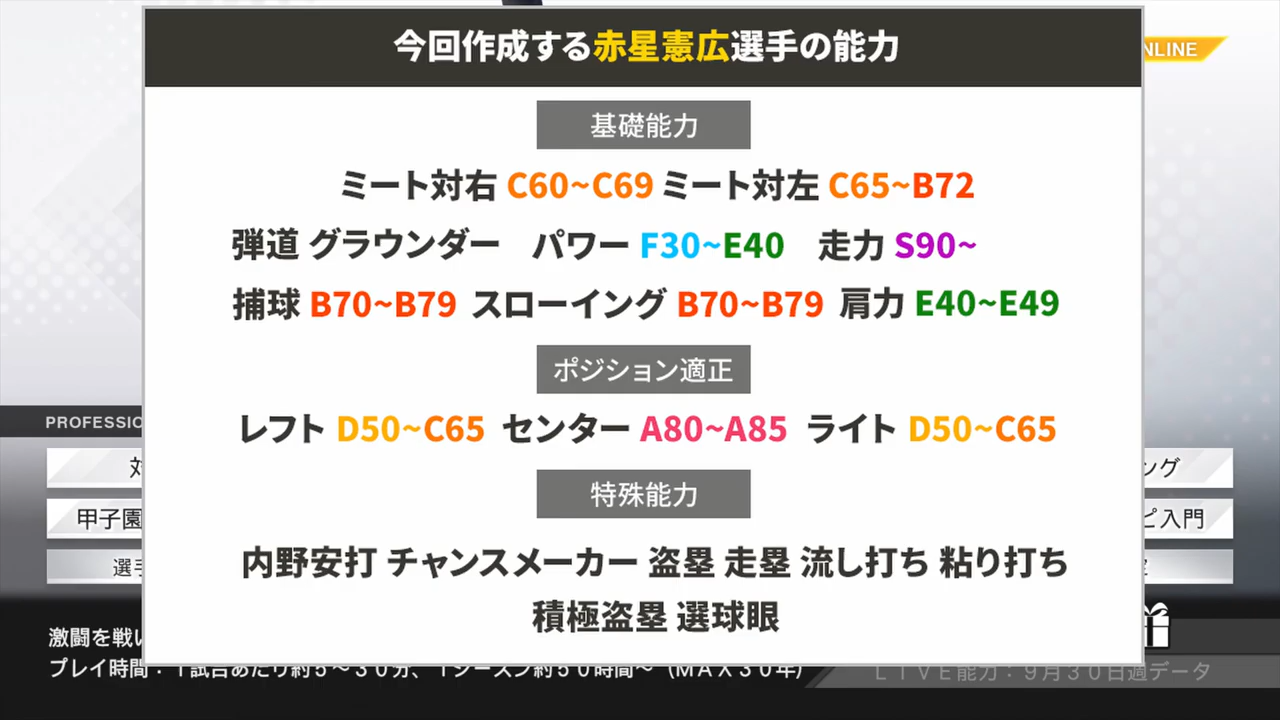 今回作成する赤星憲広選手の能力
NLINE
基礎能力
ミート対右 C60~C69 ミート対左 C65~B72
弾道 グラウンダー パワー F30~E40 走力 S90~
捕球 B70~B79 スローイング B70~B79 肩力 E40~E49
ポジション適正
PROFESSIO
レフト D50~C65 センター A80~A85 ライト D50~C65
ング
特殊能力
甲子園
ピ入門
内野安打 チャンスメーカー 盗塁 走塁 流し打ち 粘り打ち
選手
積極盗塁 選球眼
激闘を戦い
プレイ時間：１試合あたり約５～３０分、１シーズン約５０時間～（ＭＡＸ３０年）
ＬＩＶＥ能力：９月３０日週データ